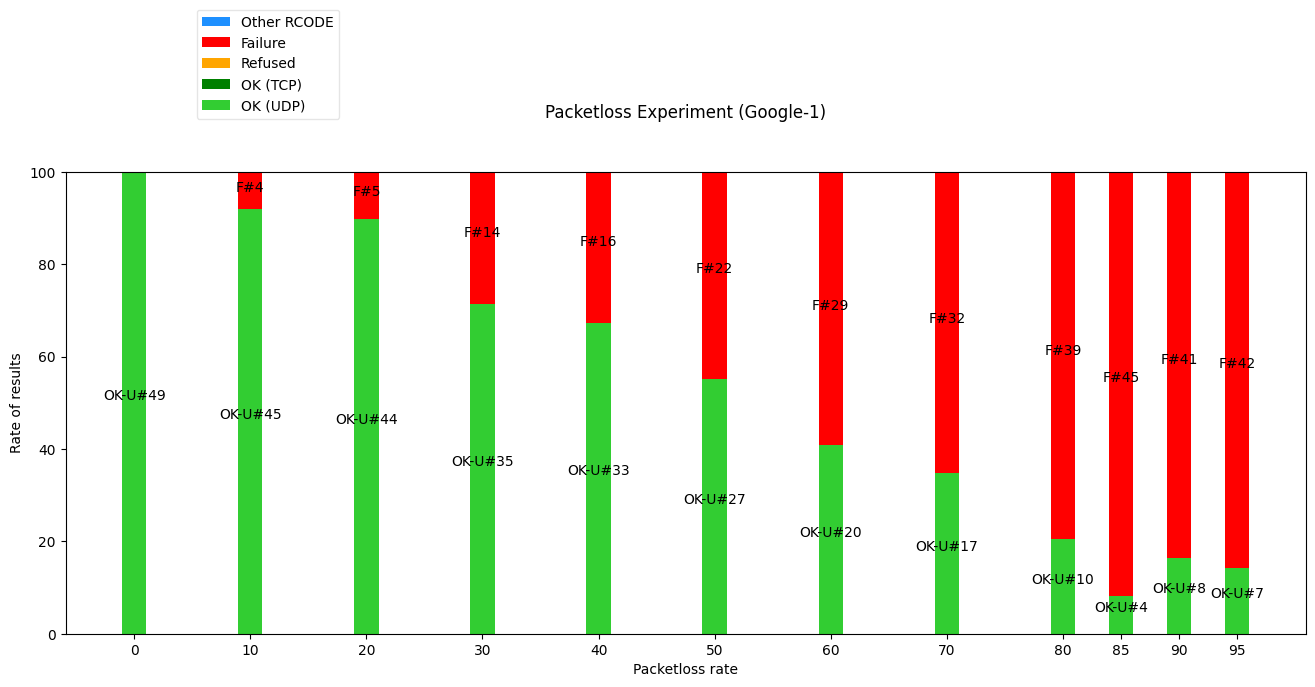 Other RCODE
Failure
Refused
OK (TCP)
OK (UDP)
Packetloss Experiment (Google-1)
Rate of results
100
80
60
40
20
0
F#4
F#5
F#14
F#16
F#22
F#29
F#32
F#39
F#45
F#41
F#42
OK-U#49
OK-U#45
OK-U#44
OK-U#35
OK-U#33
OK-U#27
OK-U#20
OK-U#17
OK-U#10
OK-U#4
OK-U#8
OK-U#7
0 10 20 30 40 50 60 70 80 85 90 95
Packetloss rate